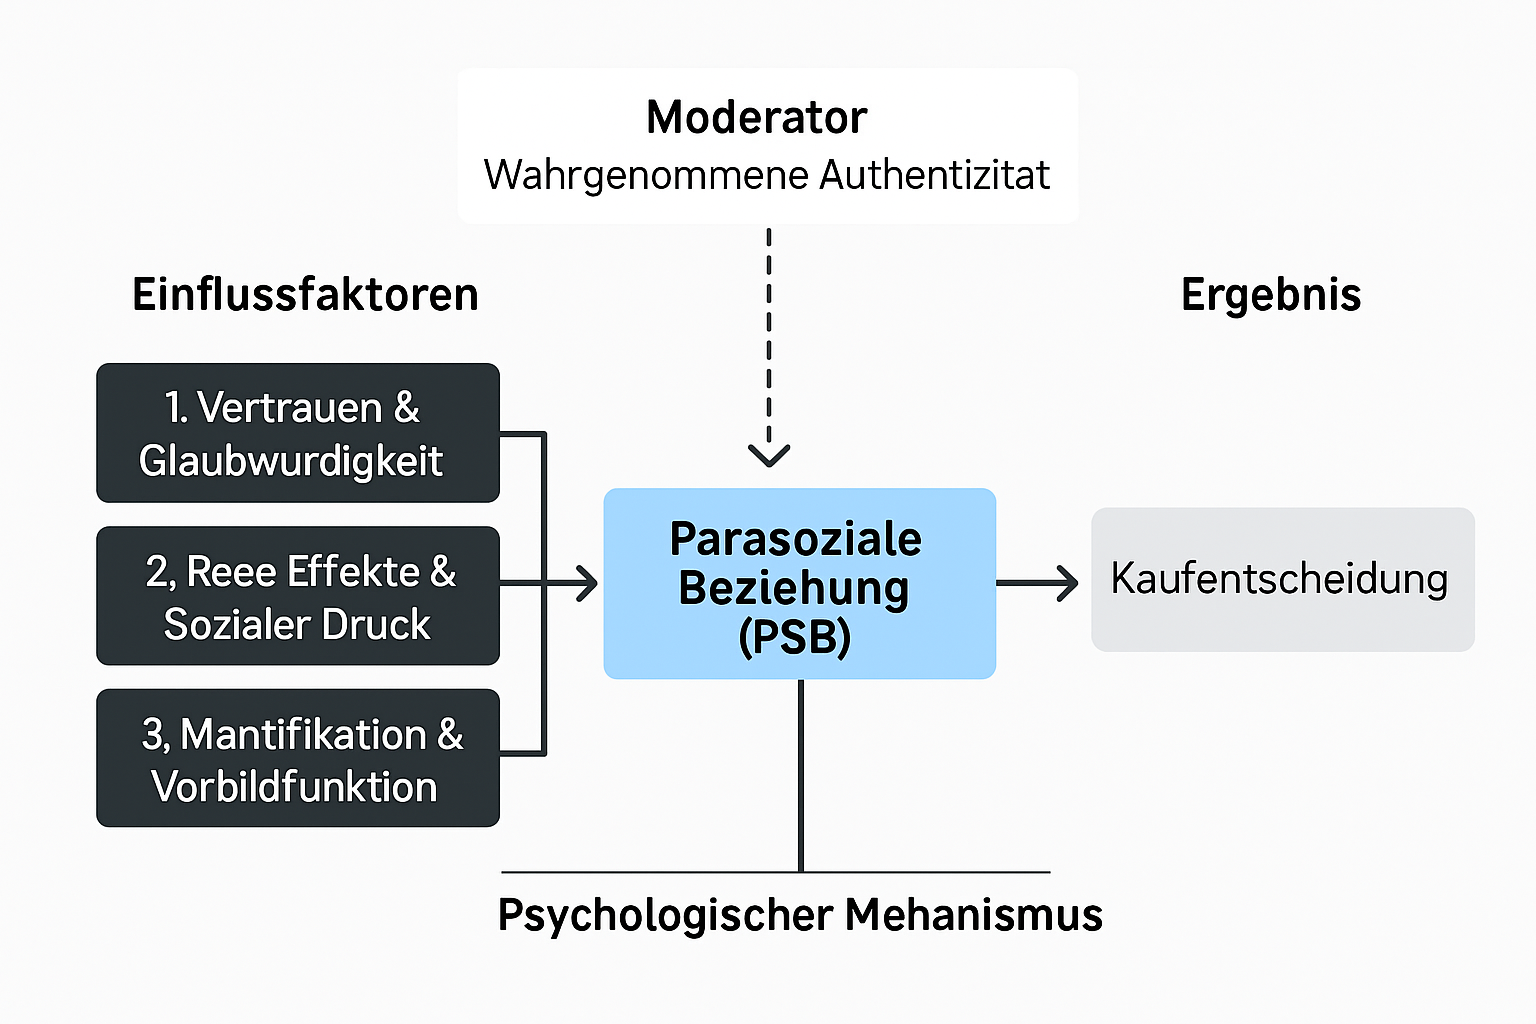 Moderator
Wahrgenommene Authentizitat
Einflussfaktoren
Ergebnis
1. Vertrauen &
Glaubwurdigkeit
2, Reee Effekte &
Sozialer Druck
3, Mantifikation &
Vorbildfunktion
Parasoziale
Beziehung
(PSB)
Kaufentscheidung
Psychologischer Mehanismus